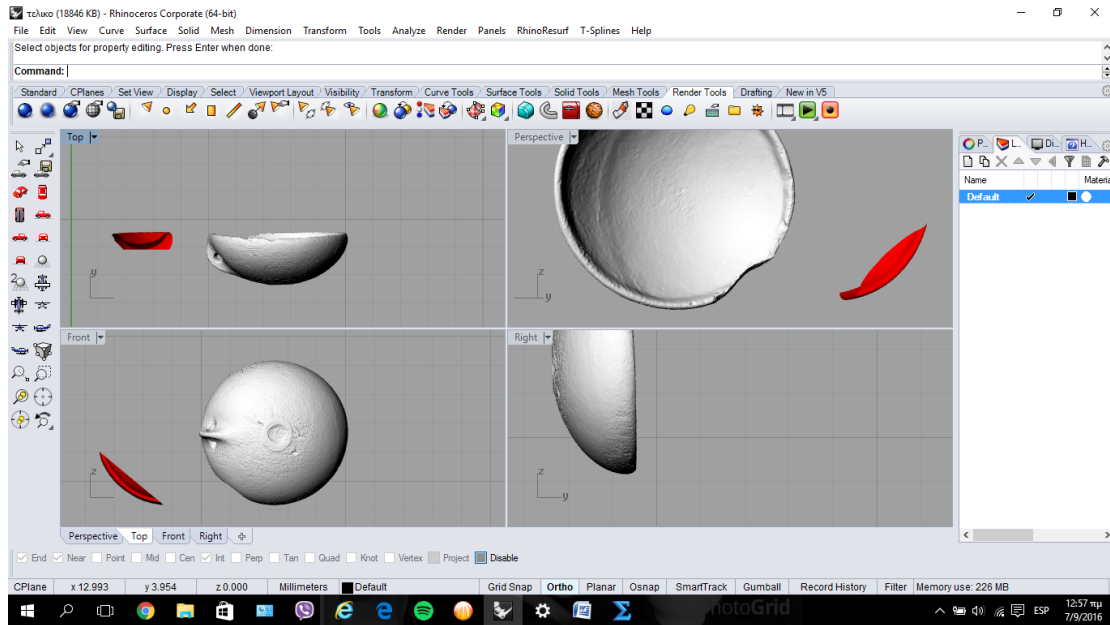 τελικο (18846 KB) - Rhinoceros Corporate (64-bit)
File Edit View Curve Surface Solid Mesh Dimension Transform Tools Analyze Render Panels RhinoResurf T-Splines Help
Select objects for property editing. Press Enter when done:
Command:
Standard CPlanes Set View Display Select Viewport Layout Visibility Transform Curve Tools Surface Tools Solid Tools Mesh Tools Render Tools Drafting New in V5
Top
Perspective
P... L... Di... H...
Name Materia
Default
y
z
y
Front
Right
z
z
y
Perspective Top Front Right
End Near Point Mid Cen Int Perp Tan Quad Knot Vertex Project Disable
CPlane x 12.993 y 3.954 z 0.000 Millimeters Default Grid Snap Ortho Planar Osnap SmartTrack Gumball Record History Filter Memory use: 226 MB
ESP
12:57 πμ
7/9/2016